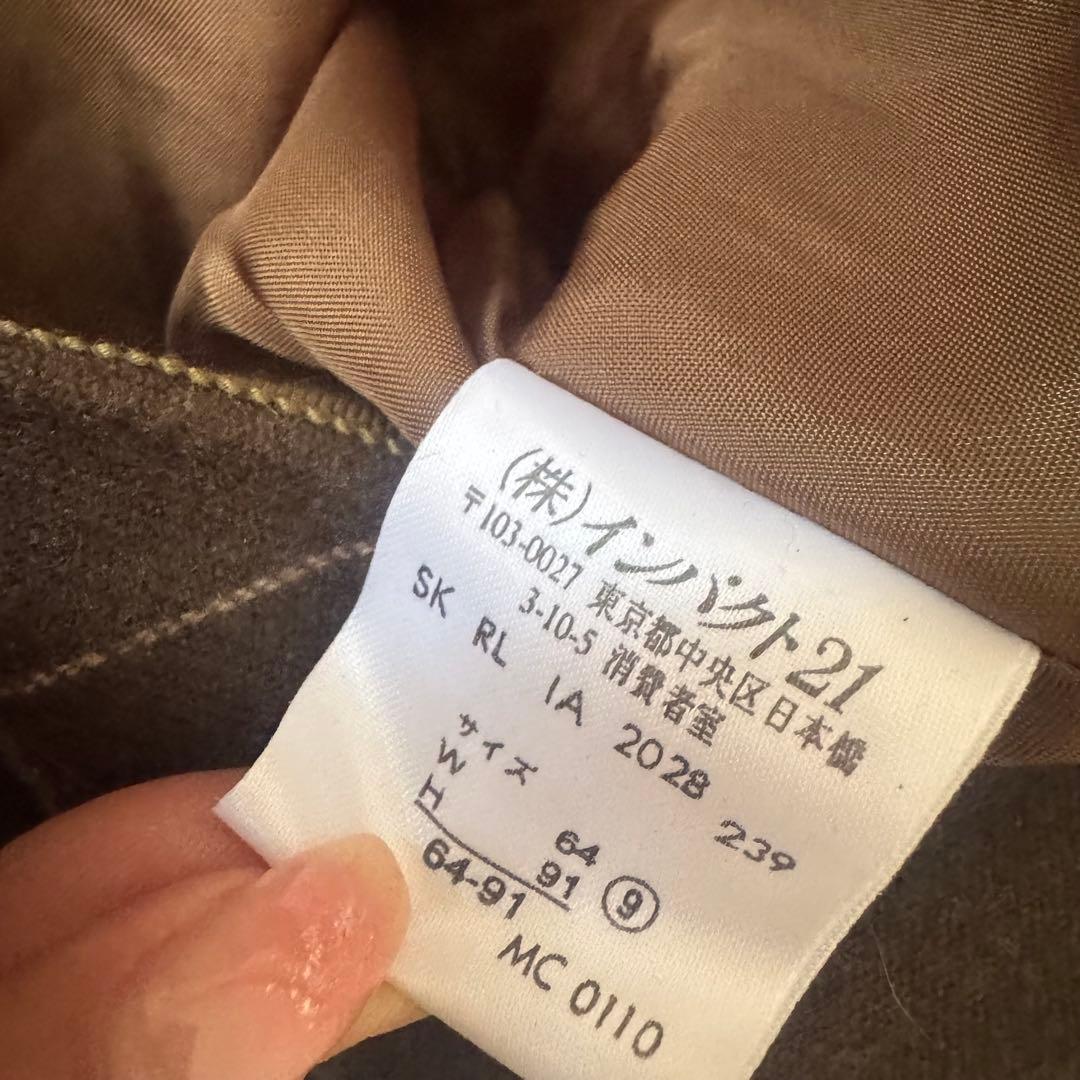 (株)インパクト21
〒103-0027 東京都中央区日本橋
3-10-5 消費者室
SK RL IA 2028 239
サイズ
W 64
H 91 ⑨
64-91
MC 0110